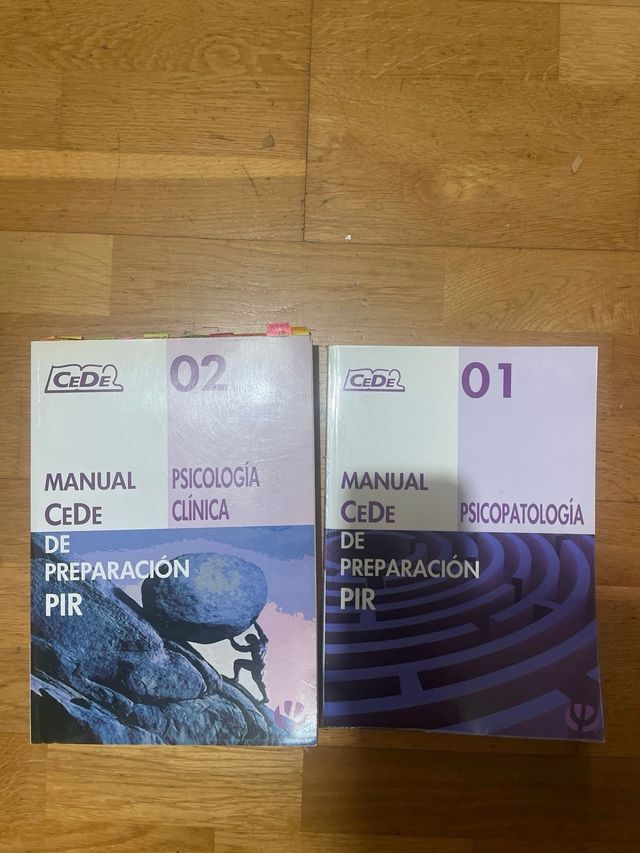 CEDE
02
MANUAL
CEDE
DE
PREPARACIÓN
PIR
PSICOLOGÍA
CLÍNICA
CEDE
01
MANUAL
CEDE
DE
PREPARACIÓN
PIR
PSICOPATOLOGÍA